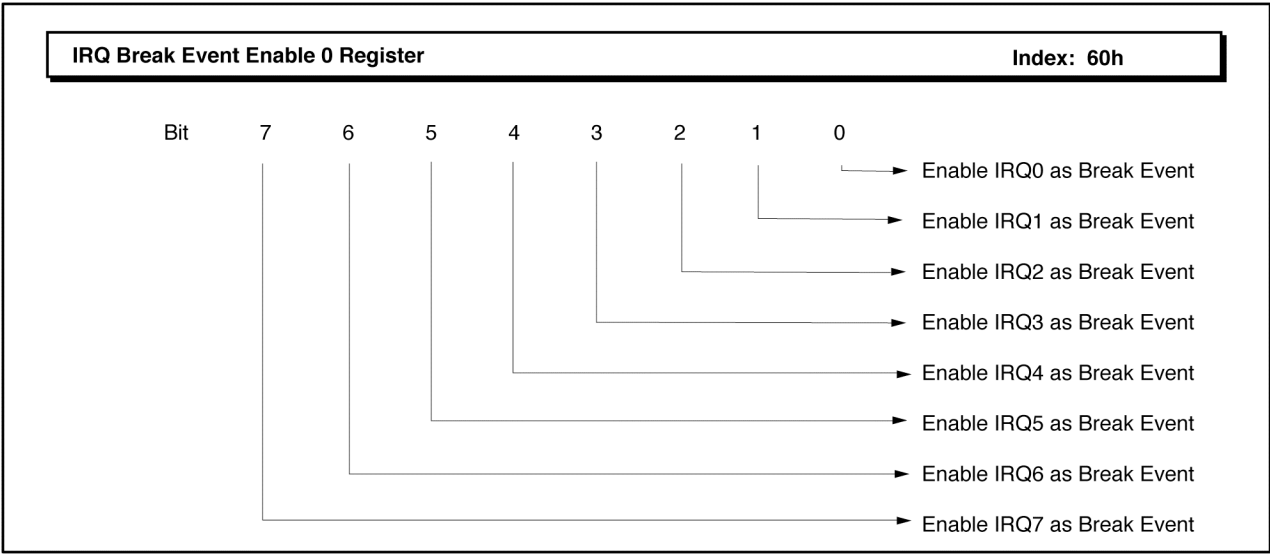 IRQ Break Event Enable 0 Register Index: 60h
Bit 7 6 5 4 3 2 1 0
Enable IRQ0 as Break Event
Enable IRQ1 as Break Event
Enable IRQ2 as Break Event
Enable IRQ3 as Break Event
Enable IRQ4 as Break Event
Enable IRQ5 as Break Event
Enable IRQ6 as Break Event
Enable IRQ7 as Break Event